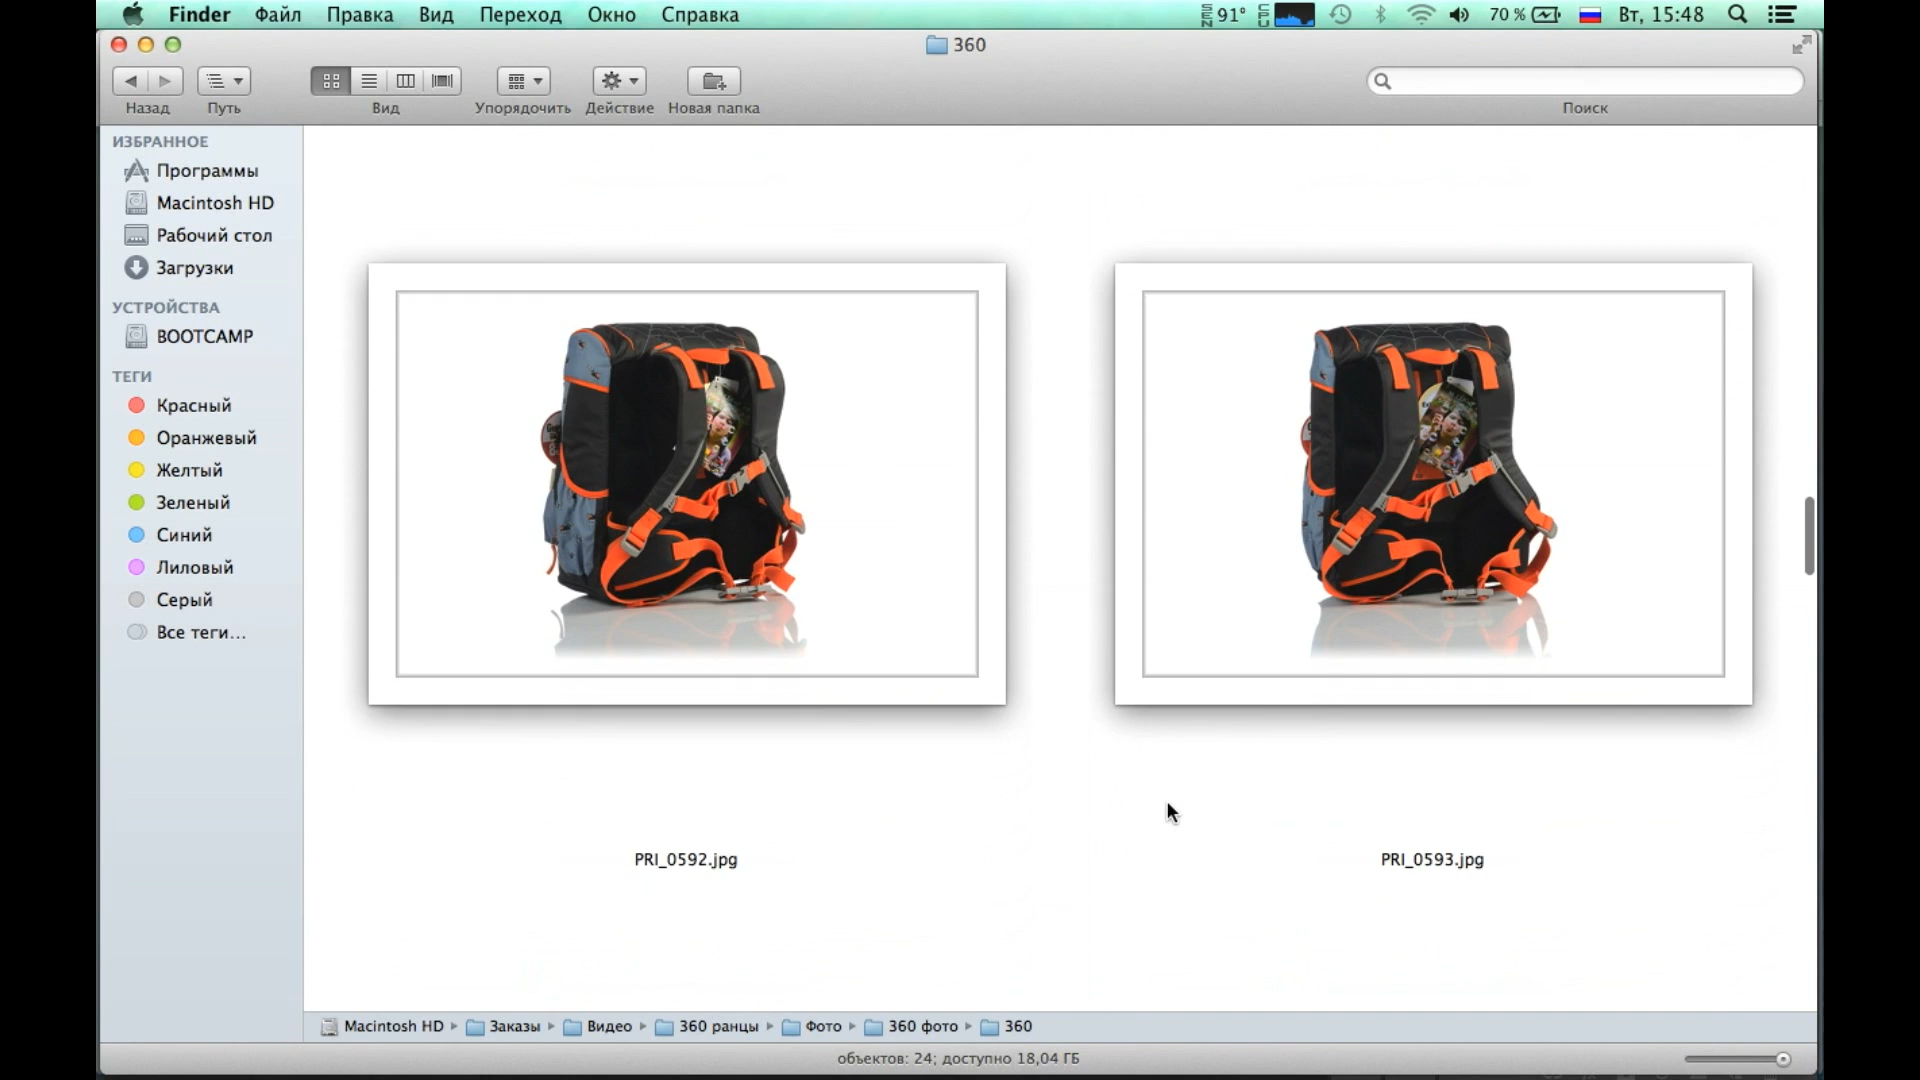 Finder Файл Правка Вид Переход Окно Справка 91° 70 % Вт, 15:48
360
Назад Путь Вид Упорядочить Действие Новая папка Поиск
ИЗБРАННОЕ
Программы
Macintosh HD
Рабочий стол
Загрузки
УСТРОЙСТВА
BOOTCAMP
ТЕГИ
Красный
Оранжевый
Желтый
Зеленый
Синий
Лиловый
Серый
Все теги...
PRI_0592.jpg PRI_0593.jpg
Macintosh HD Заказы Видео 360 ранцы Фото 360 фото 360
объектов: 24; доступно 18,04 ГБ